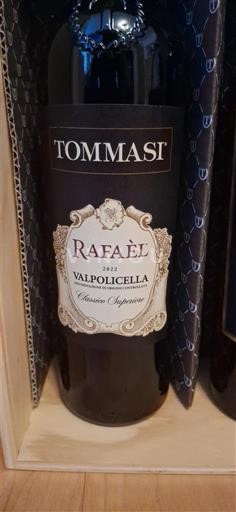 TOMMASI
RAFAÈL
2022
VALPOLICELLA
DENOMINAZIONE DI ORIGINE CONTROLLATA
Classico Superiore